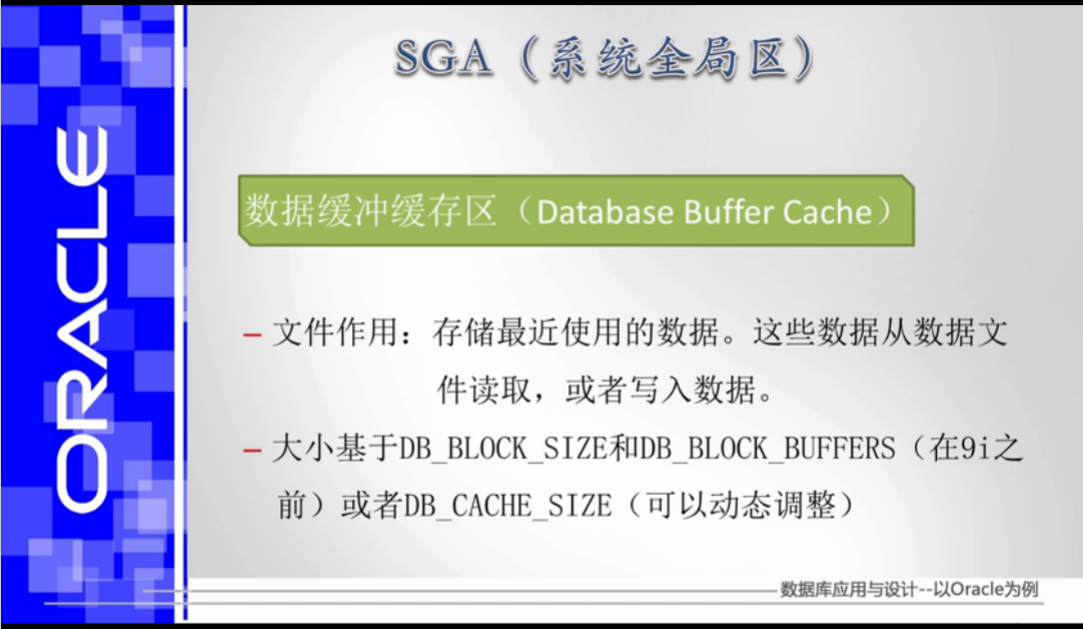 ORACLE
SGA（系统全局区）
数据缓冲缓存区（Database Buffer Cache）
– 文件作用：存储最近使用的数据。这些数据从数据文
件读取，或者写入数据。
– 大小基于DB_BLOCK_SIZE和DB_BLOCK_BUFFERS（在9i之
前）或者DB_CACHE_SIZE（可以动态调整）
数据库应用与设计--以Oracle为例